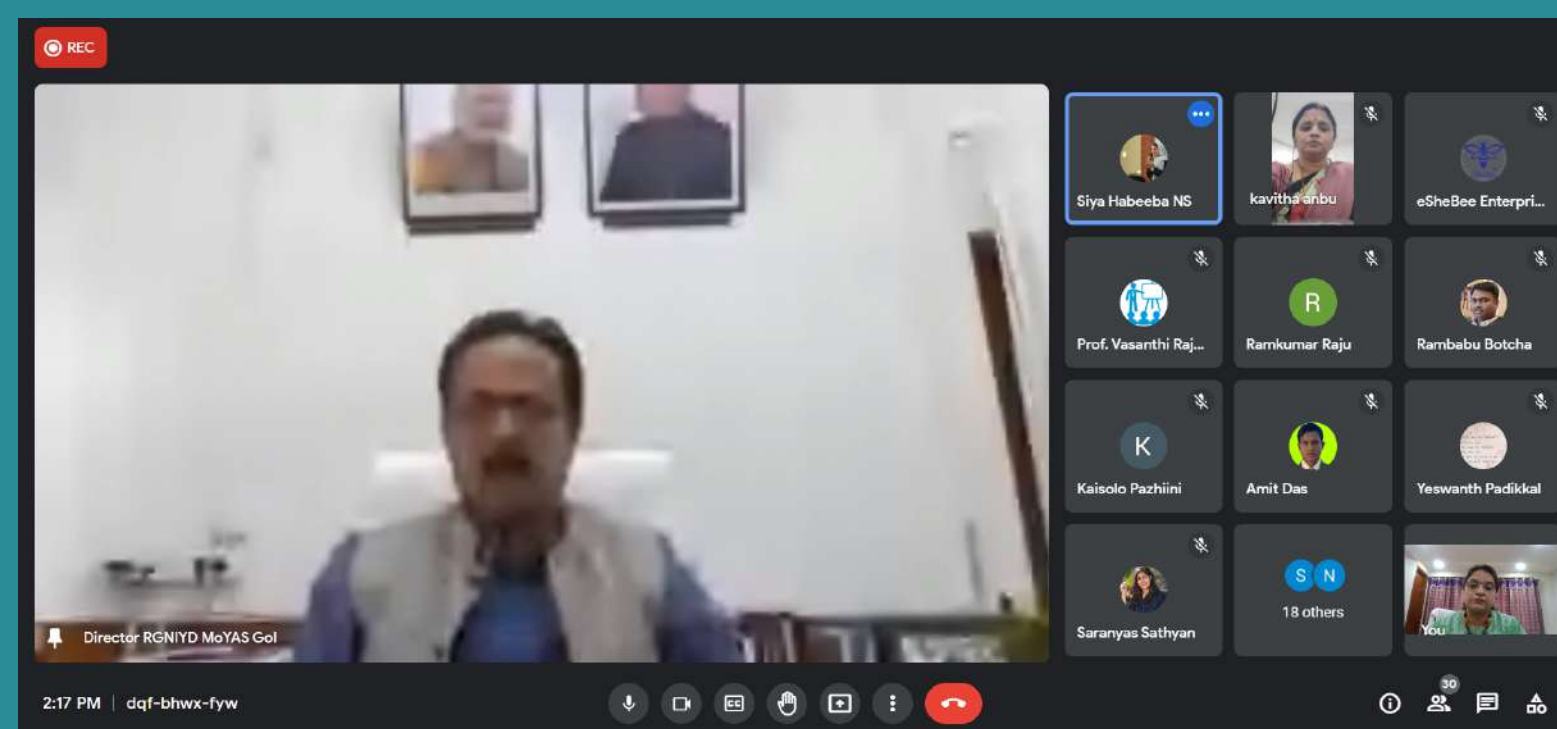 REC
Siya Habeeba NS
kavitha anbu
eSheBee Enterpri...
Prof. Vasanthi Raj...
R
Ramkumar Raju
Rambabu Botcha
K
Kaisolo Pazhiini
Amit Das
Yeswanth Padikkal
Saranyas Sathyan
S N
18 others
You
Director RGNIYD MoYAS GoI
2:17 PM | dqf-bhwx-fyw
CC
30